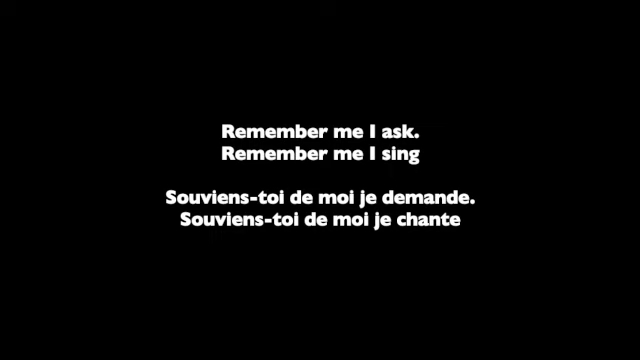 Remember me I ask.
Remember me I sing
Souviens-toi de moi je demande.
Souviens-toi de moi je chante